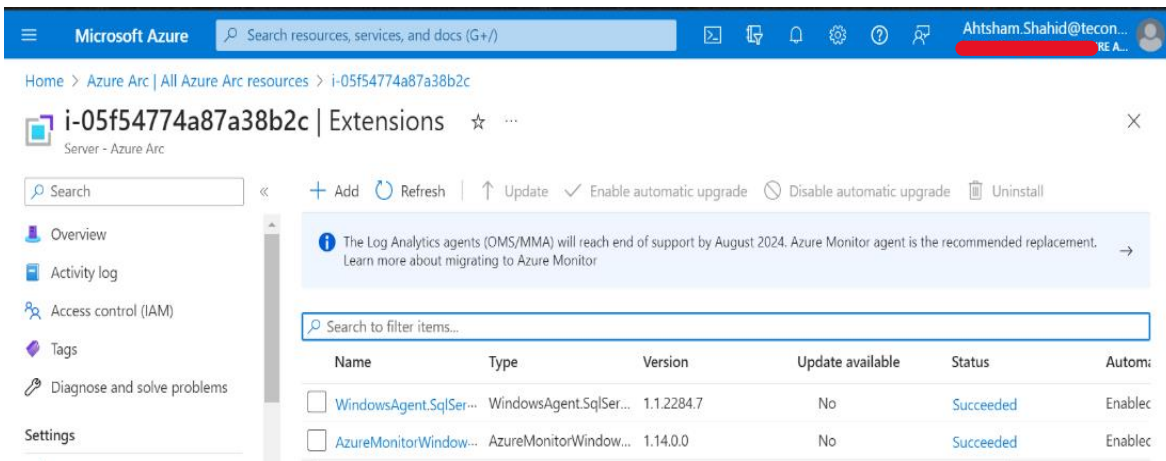 Microsoft Azure
Search resources, services, and docs (G+/)
Ahtsham.Shahid@tecon...
RE A...
Home > Azure Arc | All Azure Arc resources > i-05f54774a87a38b2c
i-05f54774a87a38b2c | Extensions
Server - Azure Arc
Search
Add Refresh Update Enable automatic upgrade Disable automatic upgrade Uninstall
Overview
Activity log
Access control (IAM)
Tags
Diagnose and solve problems
Settings
The Log Analytics agents (OMS/MMA) will reach end of support by August 2024. Azure Monitor agent is the recommended replacement.
Learn more about migrating to Azure Monitor
Search to filter items...
Name Type Version Update available Status Automa
WindowsAgent.SqlSer... WindowsAgent.SqlSer... 1.1.2284.7 No Succeeded Enabled
AzureMonitorWindow... AzureMonitorWindow... 1.14.0.0 No Succeeded Enabled